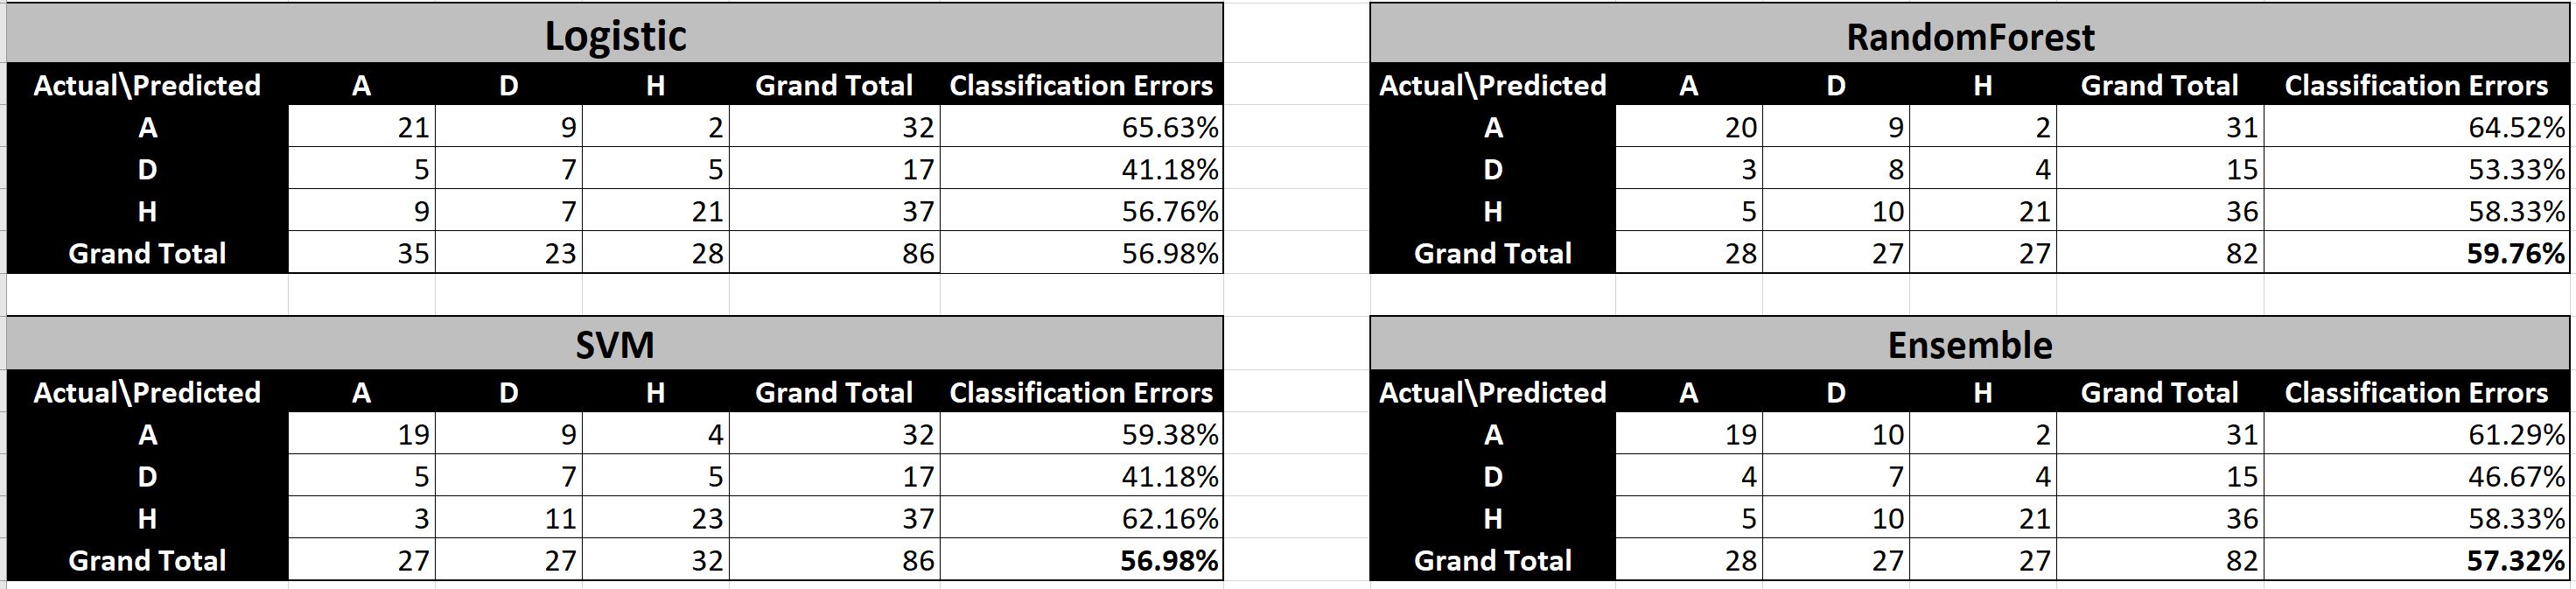 Logistic
Actual\Predicted A D H Grand Total Classification Errors
A 21 9 2 32 65.63%
D 5 7 5 17 41.18%
H 9 7 21 37 56.76%
Grand Total 35 23 28 86 56.98%
RandomForest
Actual\Predicted A D H Grand Total Classification Errors
A 20 9 2 31 64.52%
D 3 8 4 15 53.33%
H 5 10 21 36 58.33%
Grand Total 28 27 27 82 59.76%
SVM
Actual\Predicted A D H Grand Total Classification Errors
A 19 9 4 32 59.38%
D 5 7 5 17 41.18%
H 3 11 23 37 62.16%
Grand Total 27 27 32 86 56.98%
Ensemble
Actual\Predicted A D H Grand Total Classification Errors
A 19 10 2 31 61.29%
D 4 7 4 15 46.67%
H 5 10 21 36 58.33%
Grand Total 28 27 27 82 57.32%